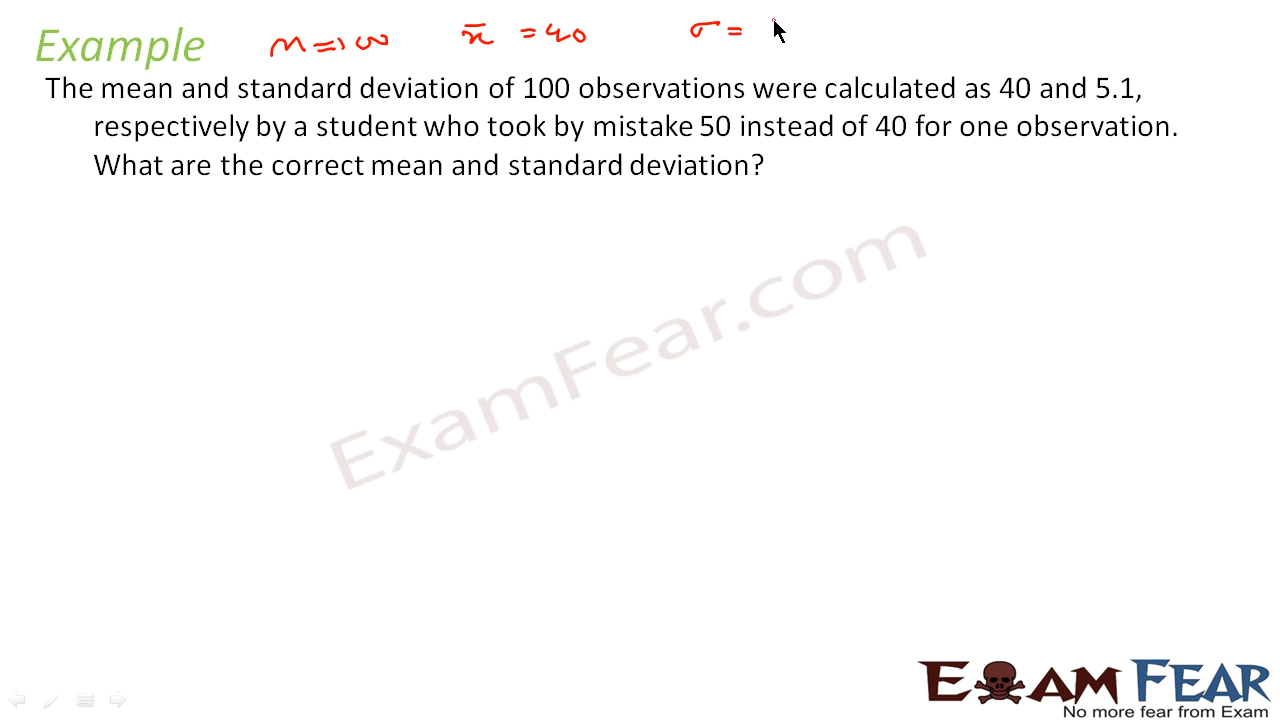 Example n=100 x̄ =40 σ=
The mean and standard deviation of 100 observations were calculated as 40 and 5.1,
respectively by a student who took by mistake 50 instead of 40 for one observation.
What are the correct mean and standard deviation?
ExamFear.com
EXAM FEAR
No more fear from Exam